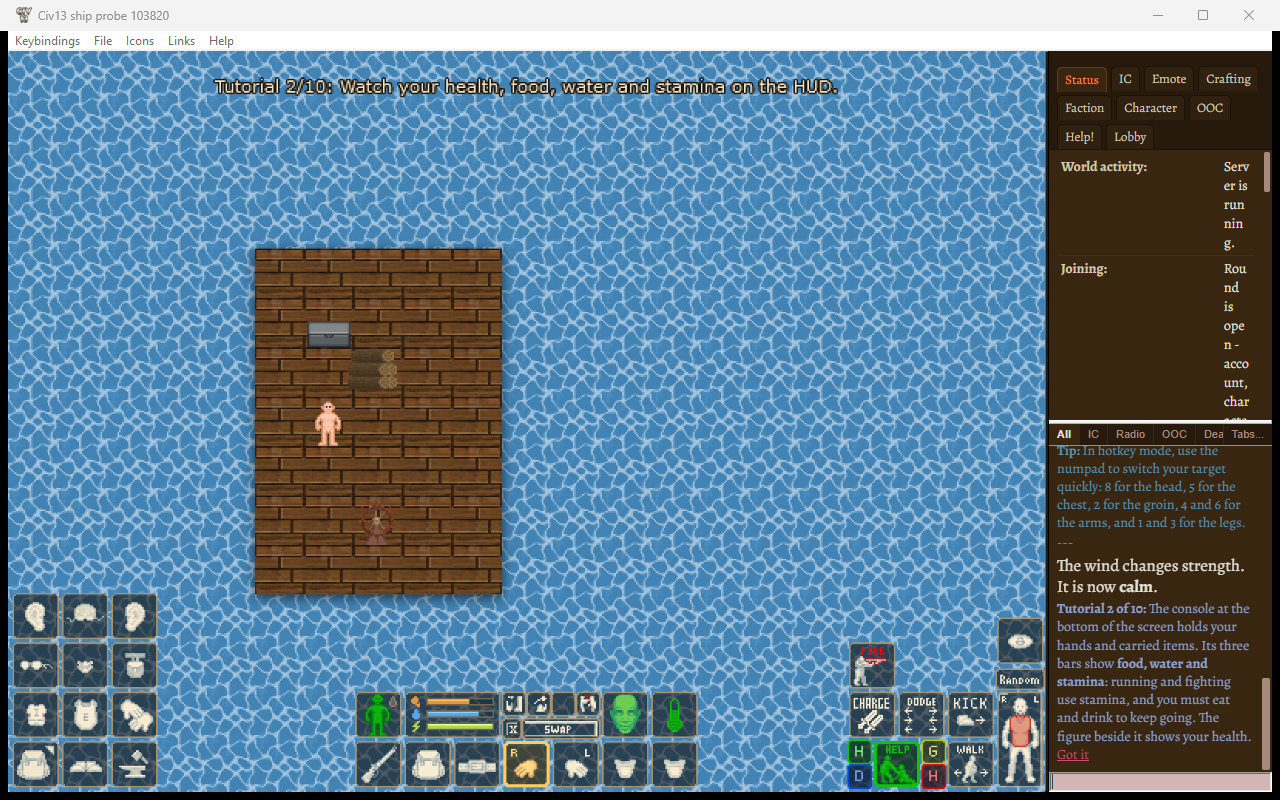 Civ13 ship probe 103820
Keybindings File Icons Links Help
Tutorial 2/10: Watch your health, food, water and stamina on the HUD.
Status IC Emote Crafting
Faction Character OOC
Help! Lobby
World activity: Serv
er is
run
nin
g.
Joining: Rou
nd
is
ope
n -
acco
unt,
char
All IC Radio OOC Dea Tabs...
Tip: In hotkey mode, use the
numpad to switch your target
quickly: 8 for the head, 5 for the
chest, 2 for the groin, 4 and 6 for
the arms, and 1 and 3 for the legs.
---
The wind changes strength.
It is now calm.
Tutorial 2 of 10: The console at the
bottom of the screen holds your
hands and carried items. Its three
bars show food, water and
stamina: running and fighting
use stamina, and you must eat
and drink to keep going. The
figure beside it shows your health.
Got it
FIRE
Random
R L
CHARGE DODGE KICK
SWAP
R L
H HELP G WALK
D H
E